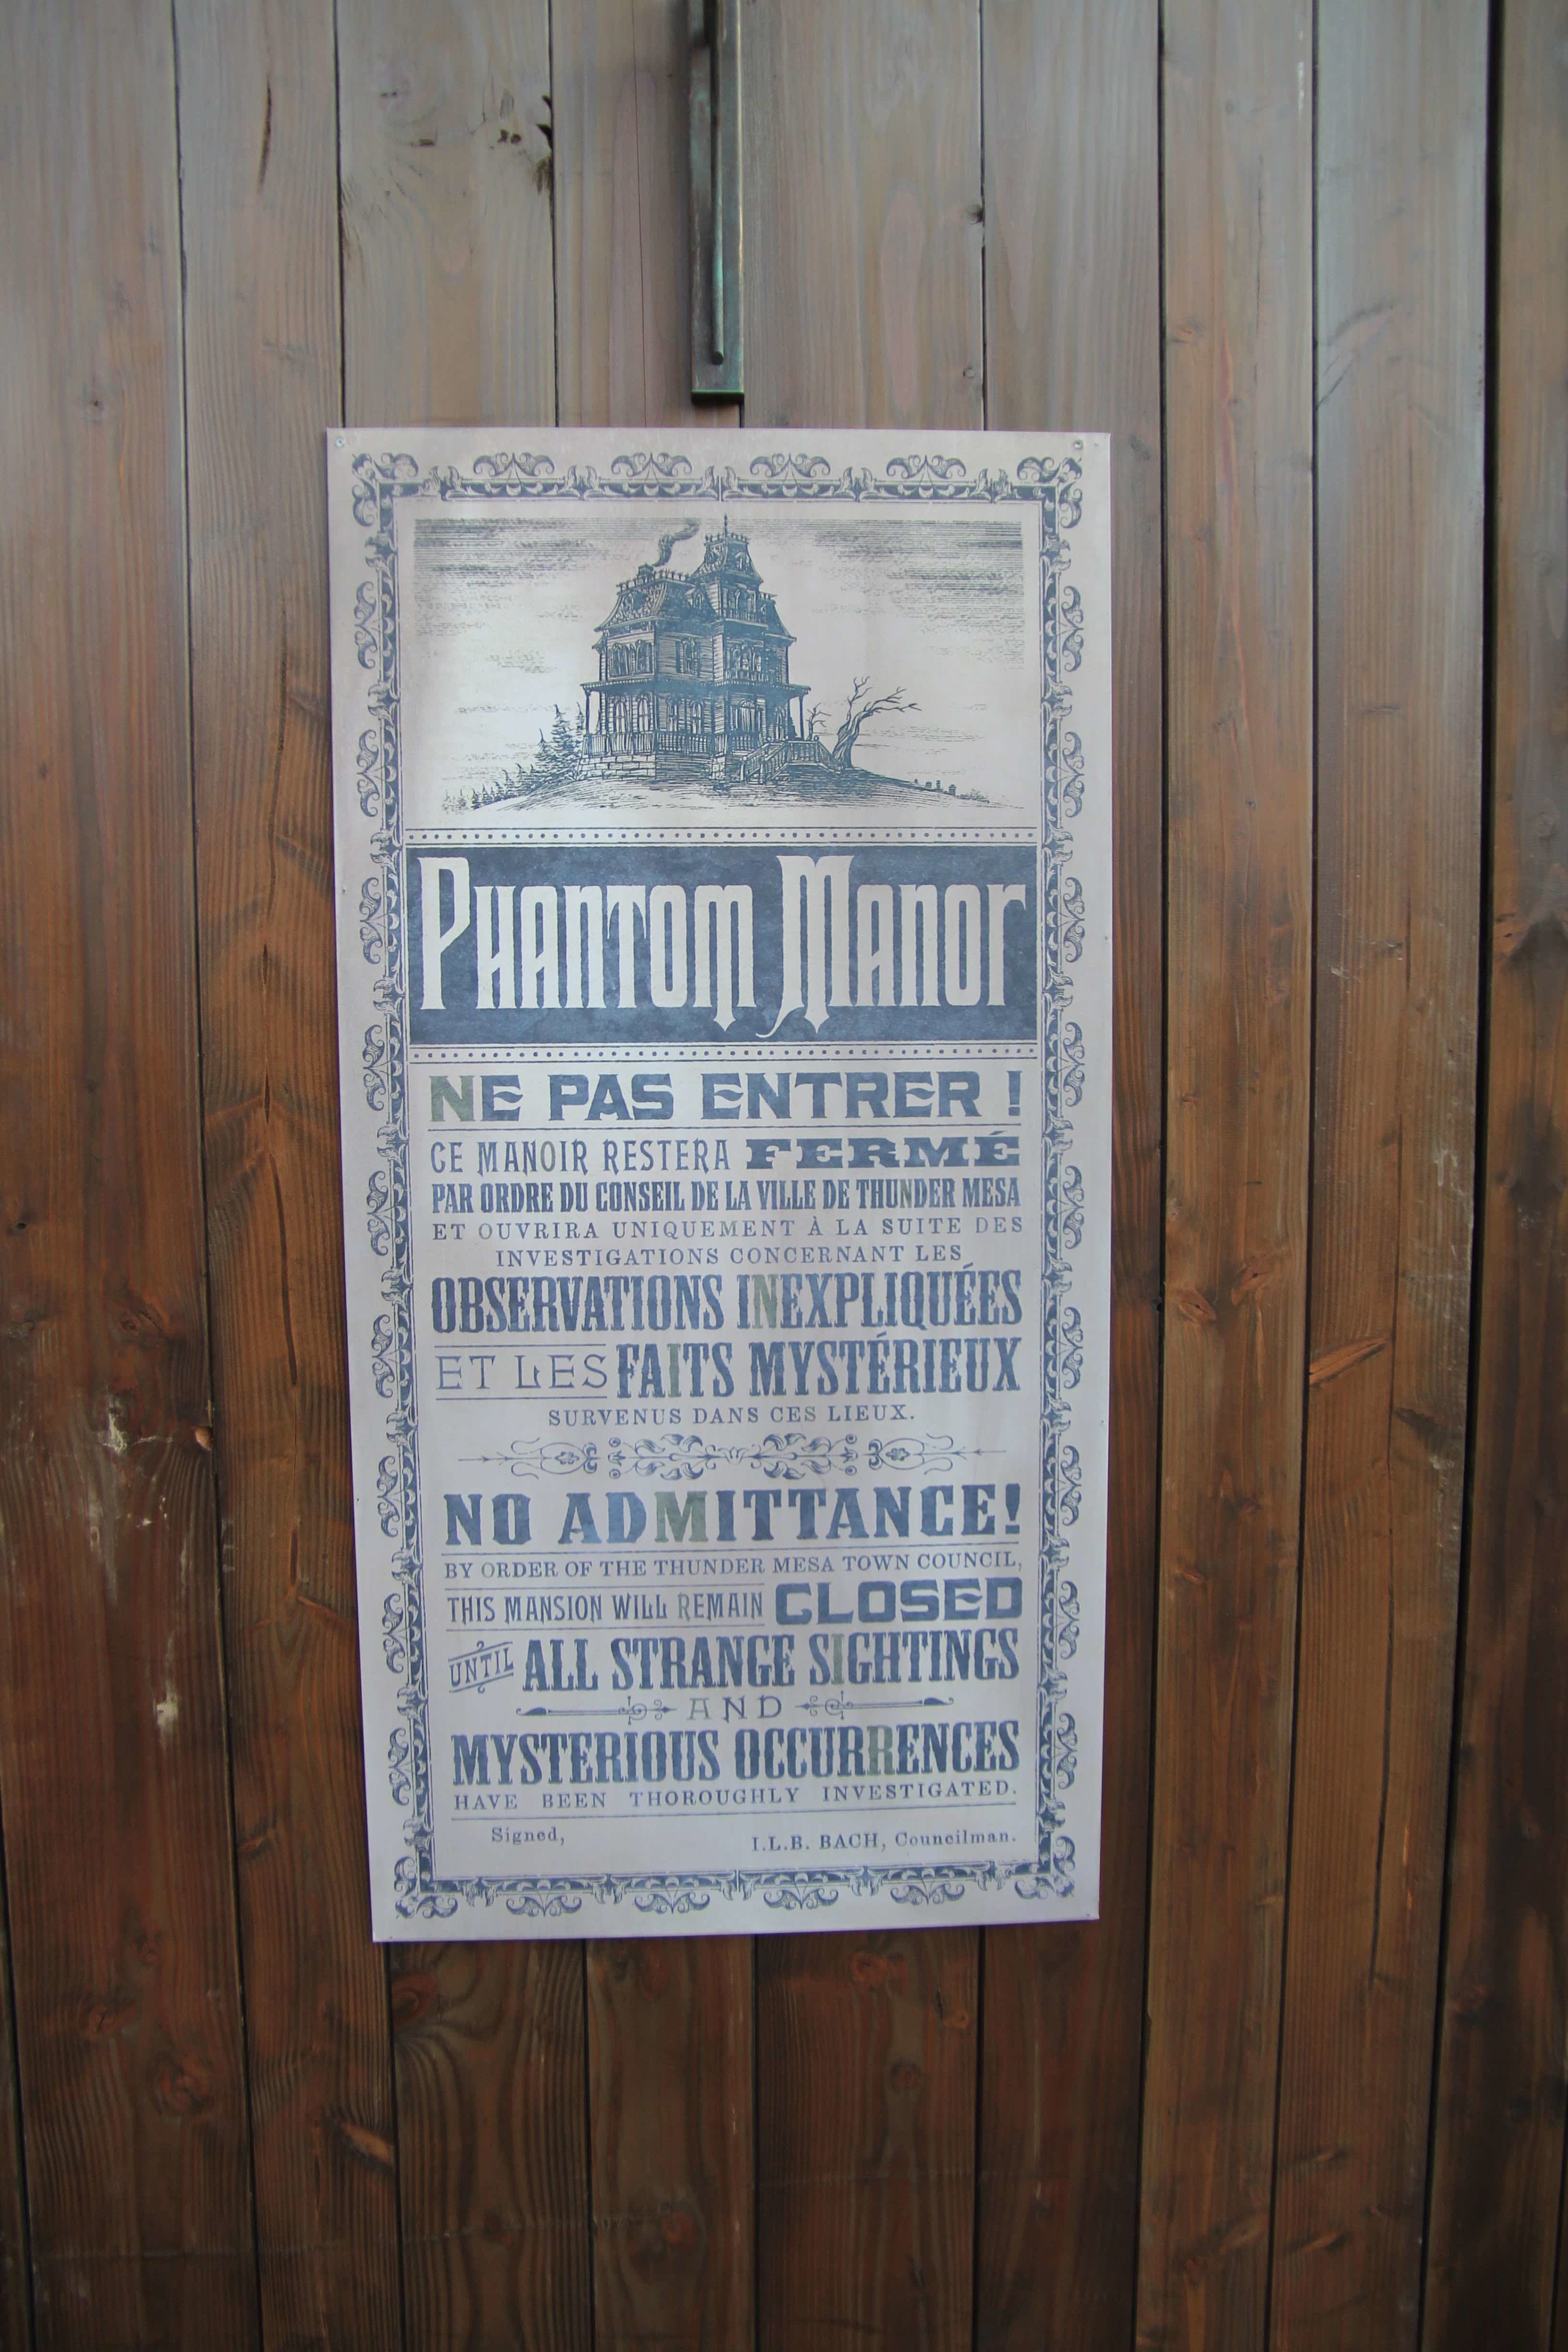 Phantom Manor
NE PAS ENTRER !
CE MANOIR RESTERA FERMÉ
PAR ORDRE DU CONSEIL DE LA VILLE DE THUNDER MESA
ET OUVRIRA UNIQUEMENT À LA SUITE DES
INVESTIGATIONS CONCERNANT LES
OBSERVATIONS INEXPLIQUÉES
ET LES FAITS MYSTÉRIEUX
SURVENUS DANS CES LIEUX.
NO ADMITTANCE!
BY ORDER OF THE THUNDER MESA TOWN COUNCIL,
THIS MANSION WILL REMAIN CLOSED
UNTIL ALL STRANGE SIGHTINGS
AND
MYSTERIOUS OCCURRENCES
HAVE BEEN THOROUGHLY INVESTIGATED.
Signed, I.L.B. BACH, Councilman.